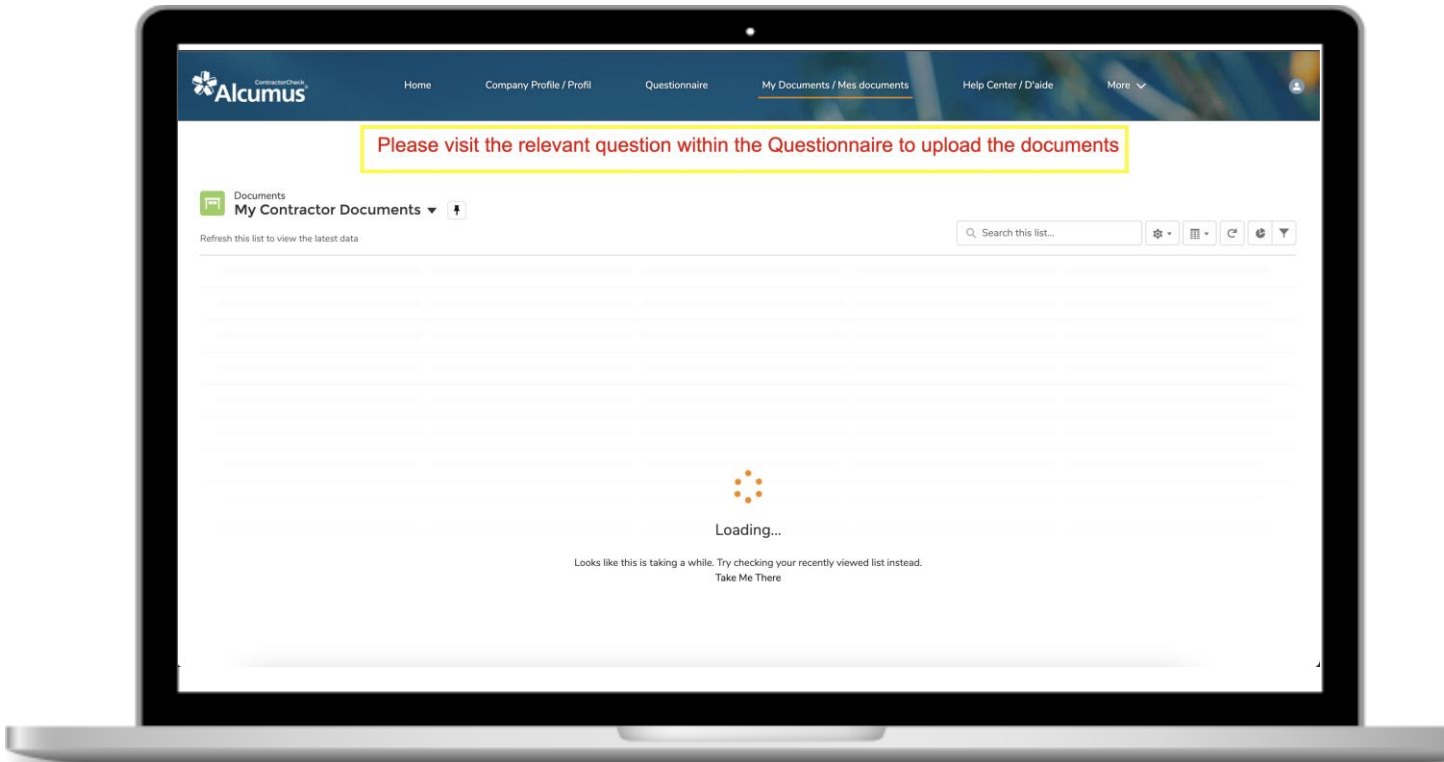 ContractorCheck
Alcumus
Home Company Profile / Profil Questionnaire My Documents / Mes documents Help Center / D'aide More
Please visit the relevant question within the Questionnaire to upload the documents
Documents
My Contractor Documents
Refresh this list to view the latest data
Search this list...
Loading...
Looks like this is taking a while. Try checking your recently viewed list instead.
Take Me There